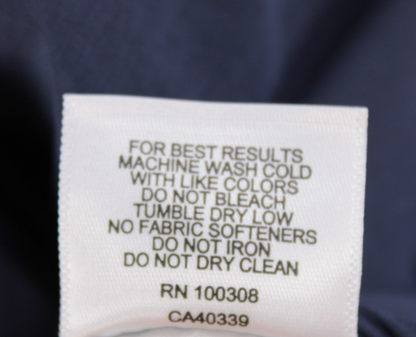 FOR BEST RESULTS
MACHINE WASH COLD
WITH LIKE COLORS
DO NOT BLEACH
TUMBLE DRY LOW
NO FABRIC SOFTENERS
DO NOT IRON
DO NOT DRY CLEAN
RN 100308
CA40339